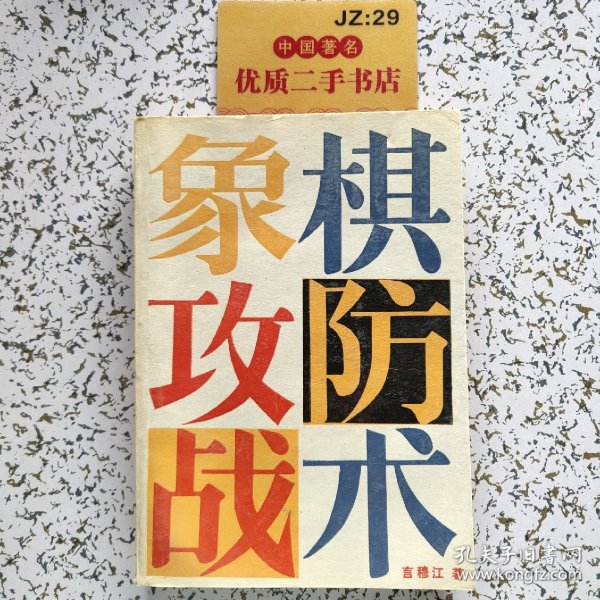 JZ:29
中国著名
优质二手书店
象棋
攻防
战术
言穆江 著
孔夫子旧书网
kongfz.com